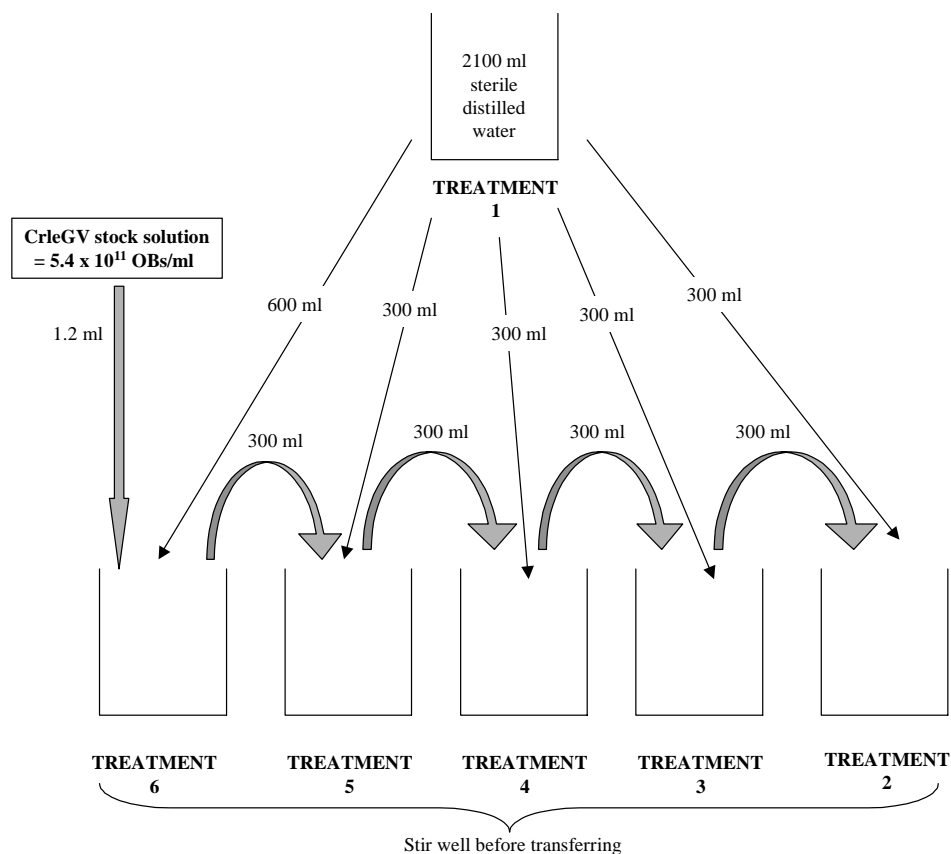 2100 ml
sterile
distilled
water
TREATMENT
1
CrleGV stock solution
= 5.4 x 10¹¹ OBs/ml
1.2 ml
600 ml
300 ml
300 ml
300 ml
300 ml
300 ml
300 ml
300 ml
300 ml
TREATMENT
6
TREATMENT
5
TREATMENT
4
TREATMENT
3
TREATMENT
2
Stir well before transferring